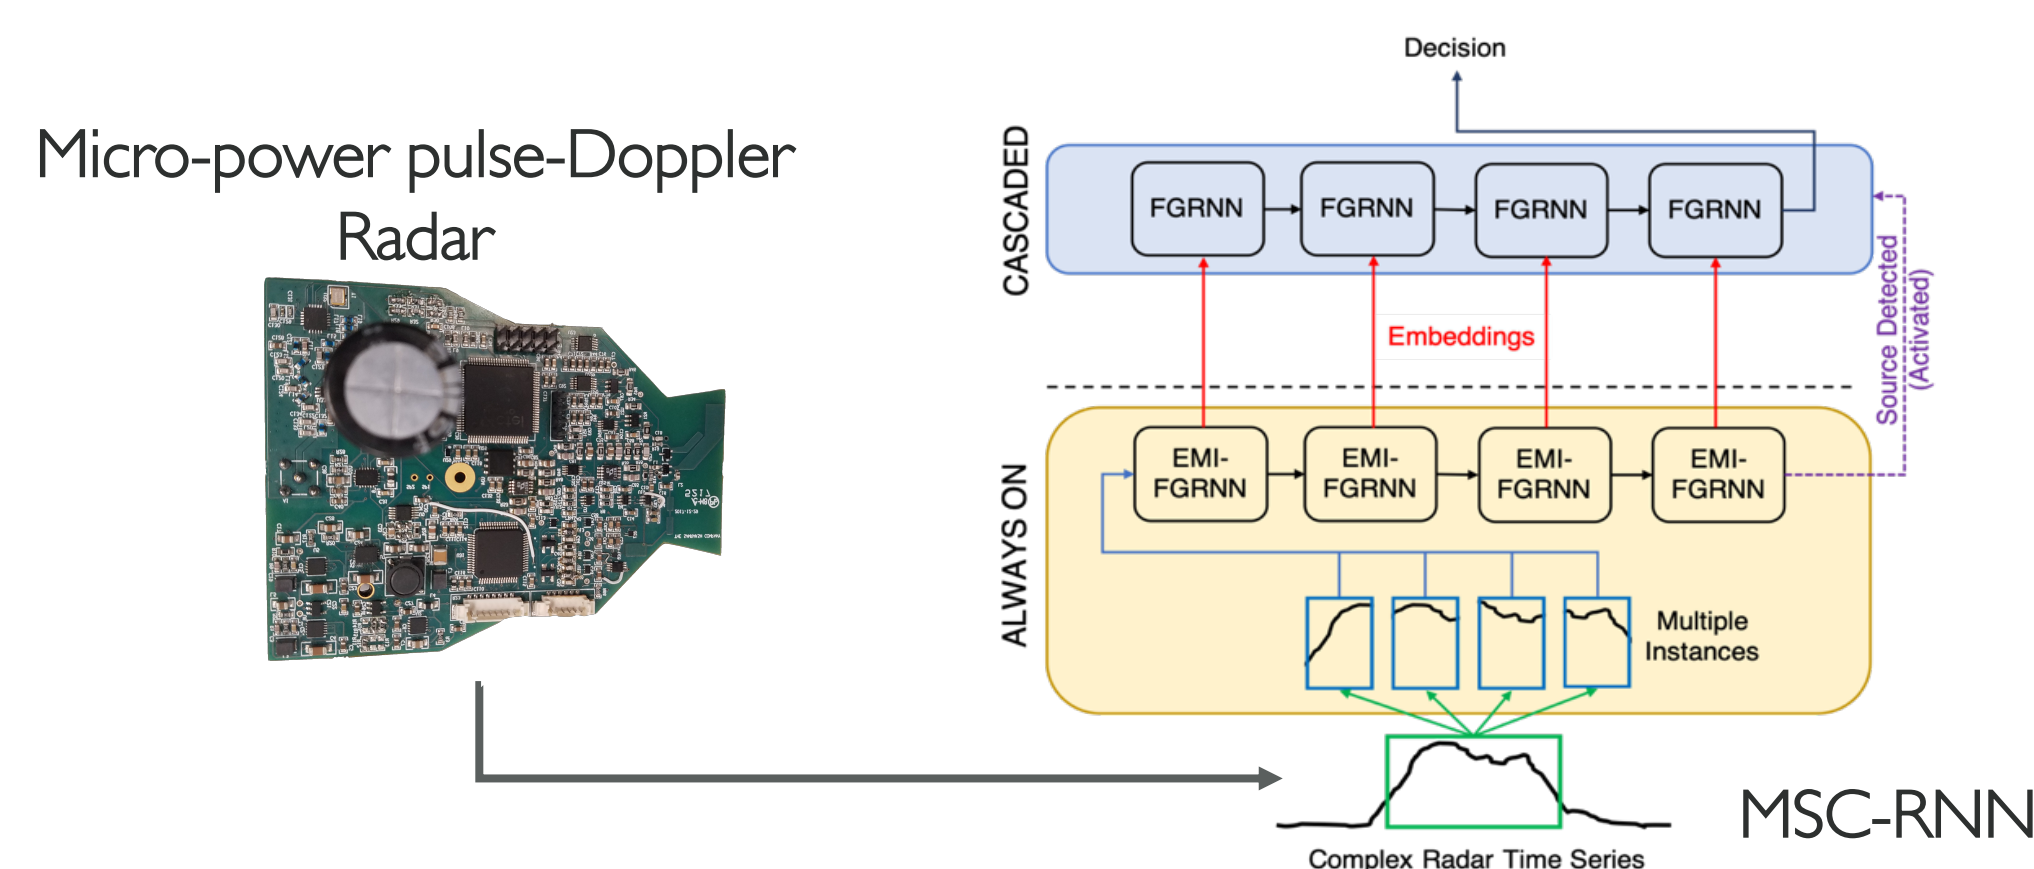 Micro-power pulse-Doppler
Radar
Decision
CASCADED
FGRNN
FGRNN
FGRNN
FGRNN
Embeddings
Source Detected
(Activated)
ALWAYS ON
EMI-
FGRNN
EMI-
FGRNN
EMI-
FGRNN
EMI-
FGRNN
Multiple
Instances
Complex Radar Time Series
MSC-RNN